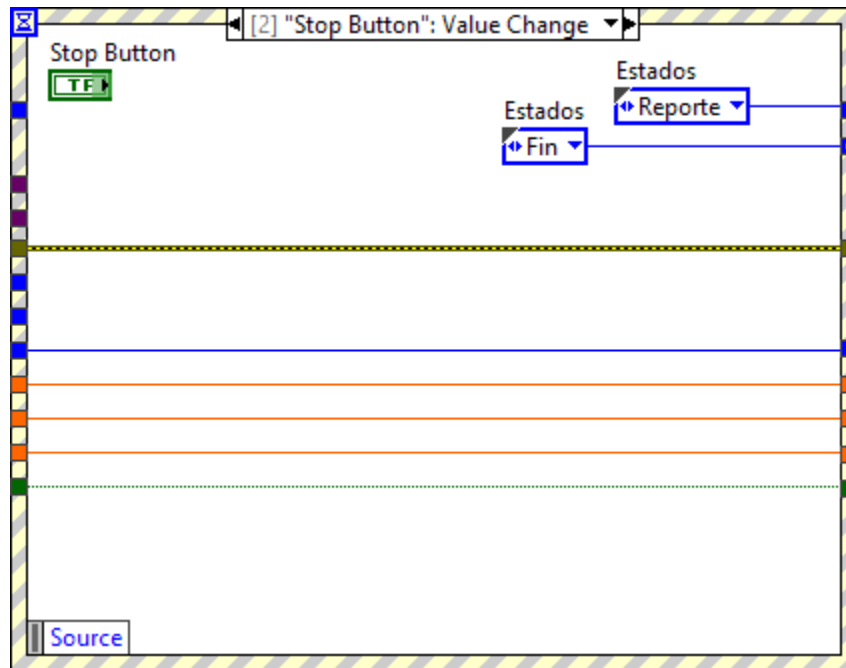 [2] "Stop Button": Value Change
Stop Button
TF
Estados
Reporte
Estados
Fin
Source